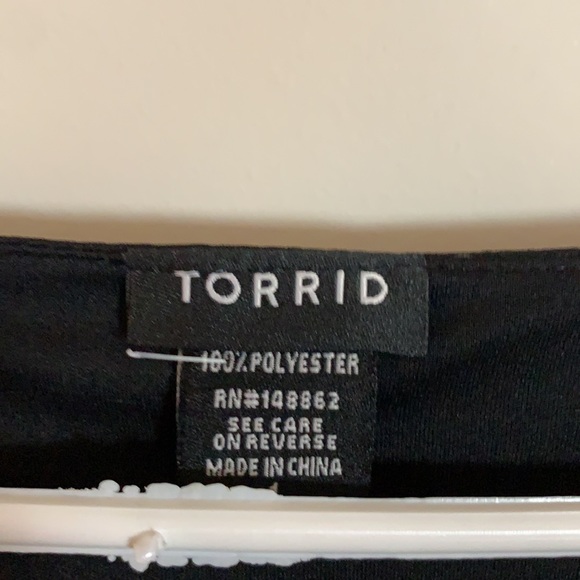 TORRID
100% POLYESTER
RN#148862
SEE CARE
ON REVERSE
MADE IN CHINA